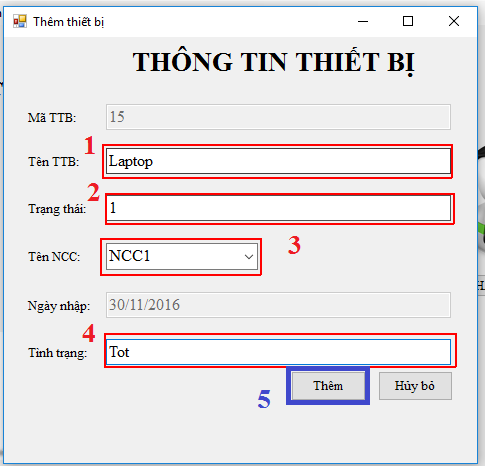 Thêm thiết bị
THÔNG TIN THIẾT BỊ
Mã TTB: 15
1
Tên TTB: Laptop
2
Trạng thái: 1
3
Tên NCC: NCC1
Ngày nhập: 30/11/2016
4
Tình trạng: Tot
5
Thêm Hủy bỏ
H